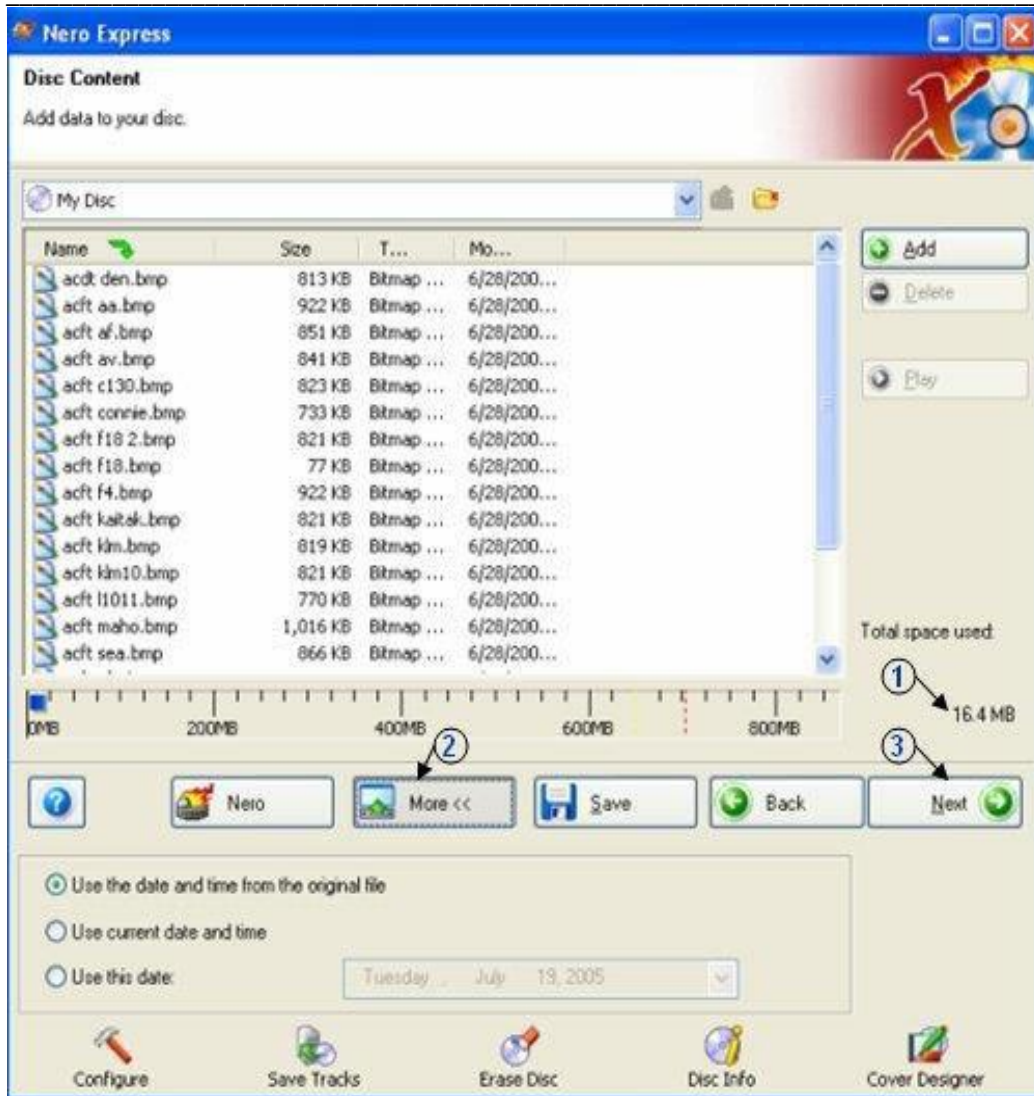 Nero Express
Disc Content
Add data to your disc.
My Disc
Name Size T... Mo...
acdt den.bmp 813 KB Bitmap ... 6/28/200...
acft aa.bmp 922 KB Bitmap ... 6/28/200...
acft af.bmp 851 KB Bitmap ... 6/28/200...
acft av.bmp 841 KB Bitmap ... 6/28/200...
acft c130.bmp 823 KB Bitmap ... 6/28/200...
acft connie.bmp 733 KB Bitmap ... 6/28/200...
acft f18 2.bmp 821 KB Bitmap ... 6/28/200...
acft f18.bmp 77 KB Bitmap ... 6/28/200...
acft f4.bmp 922 KB Bitmap ... 6/28/200...
acft kaitak.bmp 821 KB Bitmap ... 6/28/200...
acft klm.bmp 819 KB Bitmap ... 6/28/200...
acft klm10.bmp 821 KB Bitmap ... 6/28/200...
acft l1011.bmp 770 KB Bitmap ... 6/28/200...
acft maho.bmp 1,016 KB Bitmap ... 6/28/200...
acft sea.bmp 866 KB Bitmap ... 6/28/200...
Add
Delete
Play
Total space used:
1
16.4 MB
0MB 200MB 400MB 600MB 800MB
2
3
Nero More << Save Back Next
Use the date and time from the original file
Use current date and time
Use this date: Tuesday , July 19, 2005
Configure Save Tracks Erase Disc Disc Info Cover Designer